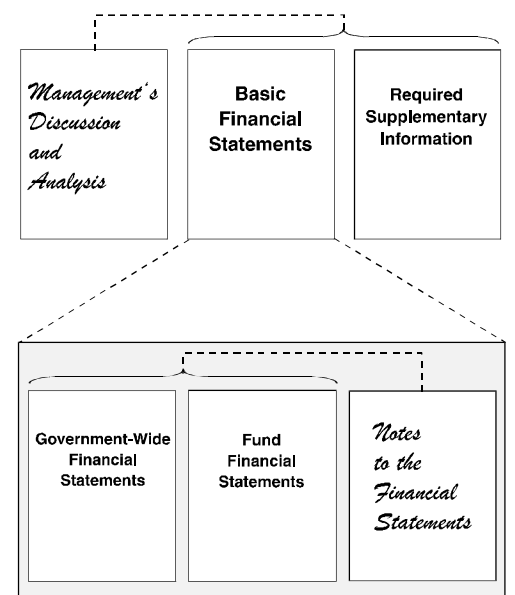 Management's
Discussion
and
Analysis
Basic
Financial
Statements
Required
Supplementary
Information
Government-Wide
Financial
Statements
Fund
Financial
Statements
Notes
to the
Financial
Statements